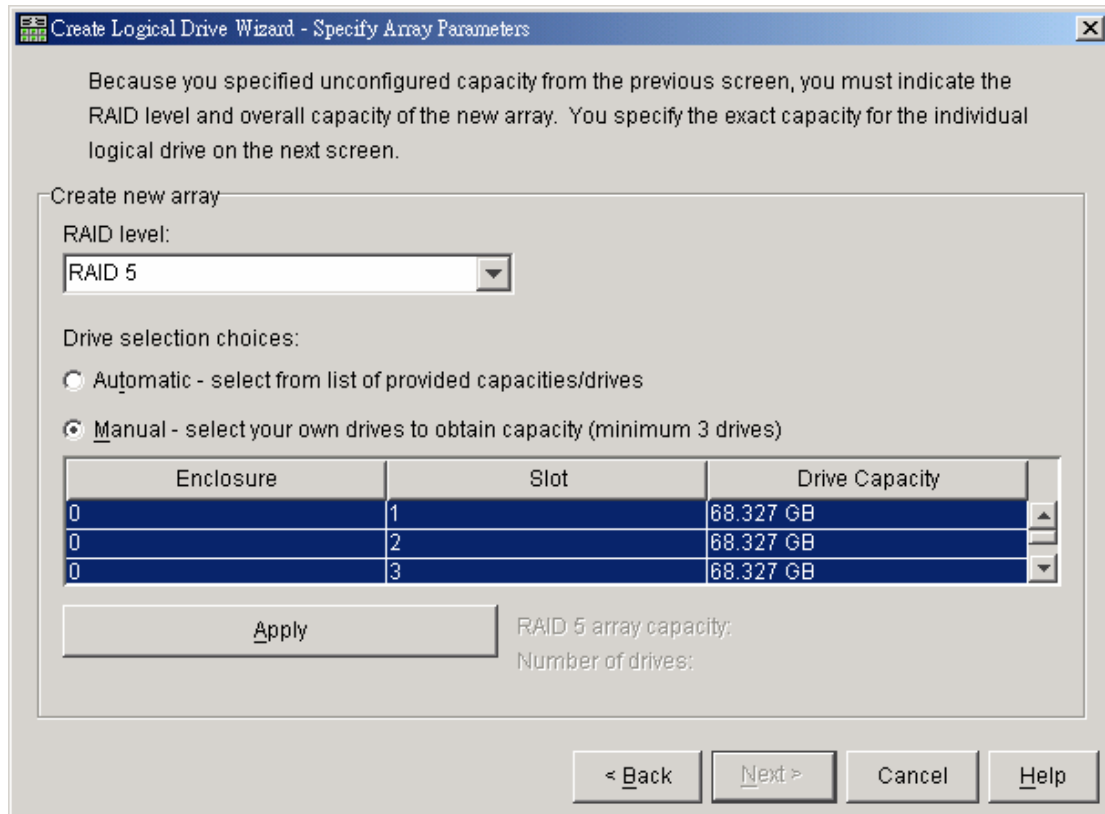 Create Logical Drive Wizard - Specify Array Parameters
Because you specified unconfigured capacity from the previous screen, you must indicate the
RAID level and overall capacity of the new array. You specify the exact capacity for the individual
logical drive on the next screen.
Create new array
RAID level:
RAID 5
Drive selection choices:
Automatic - select from list of provided capacities/drives
Manual - select your own drives to obtain capacity (minimum 3 drives)
Enclosure Slot Drive Capacity
0 1 68.327 GB
0 2 68.327 GB
0 3 68.327 GB
Apply
RAID 5 array capacity:
Number of drives:
< Back Next > Cancel Help